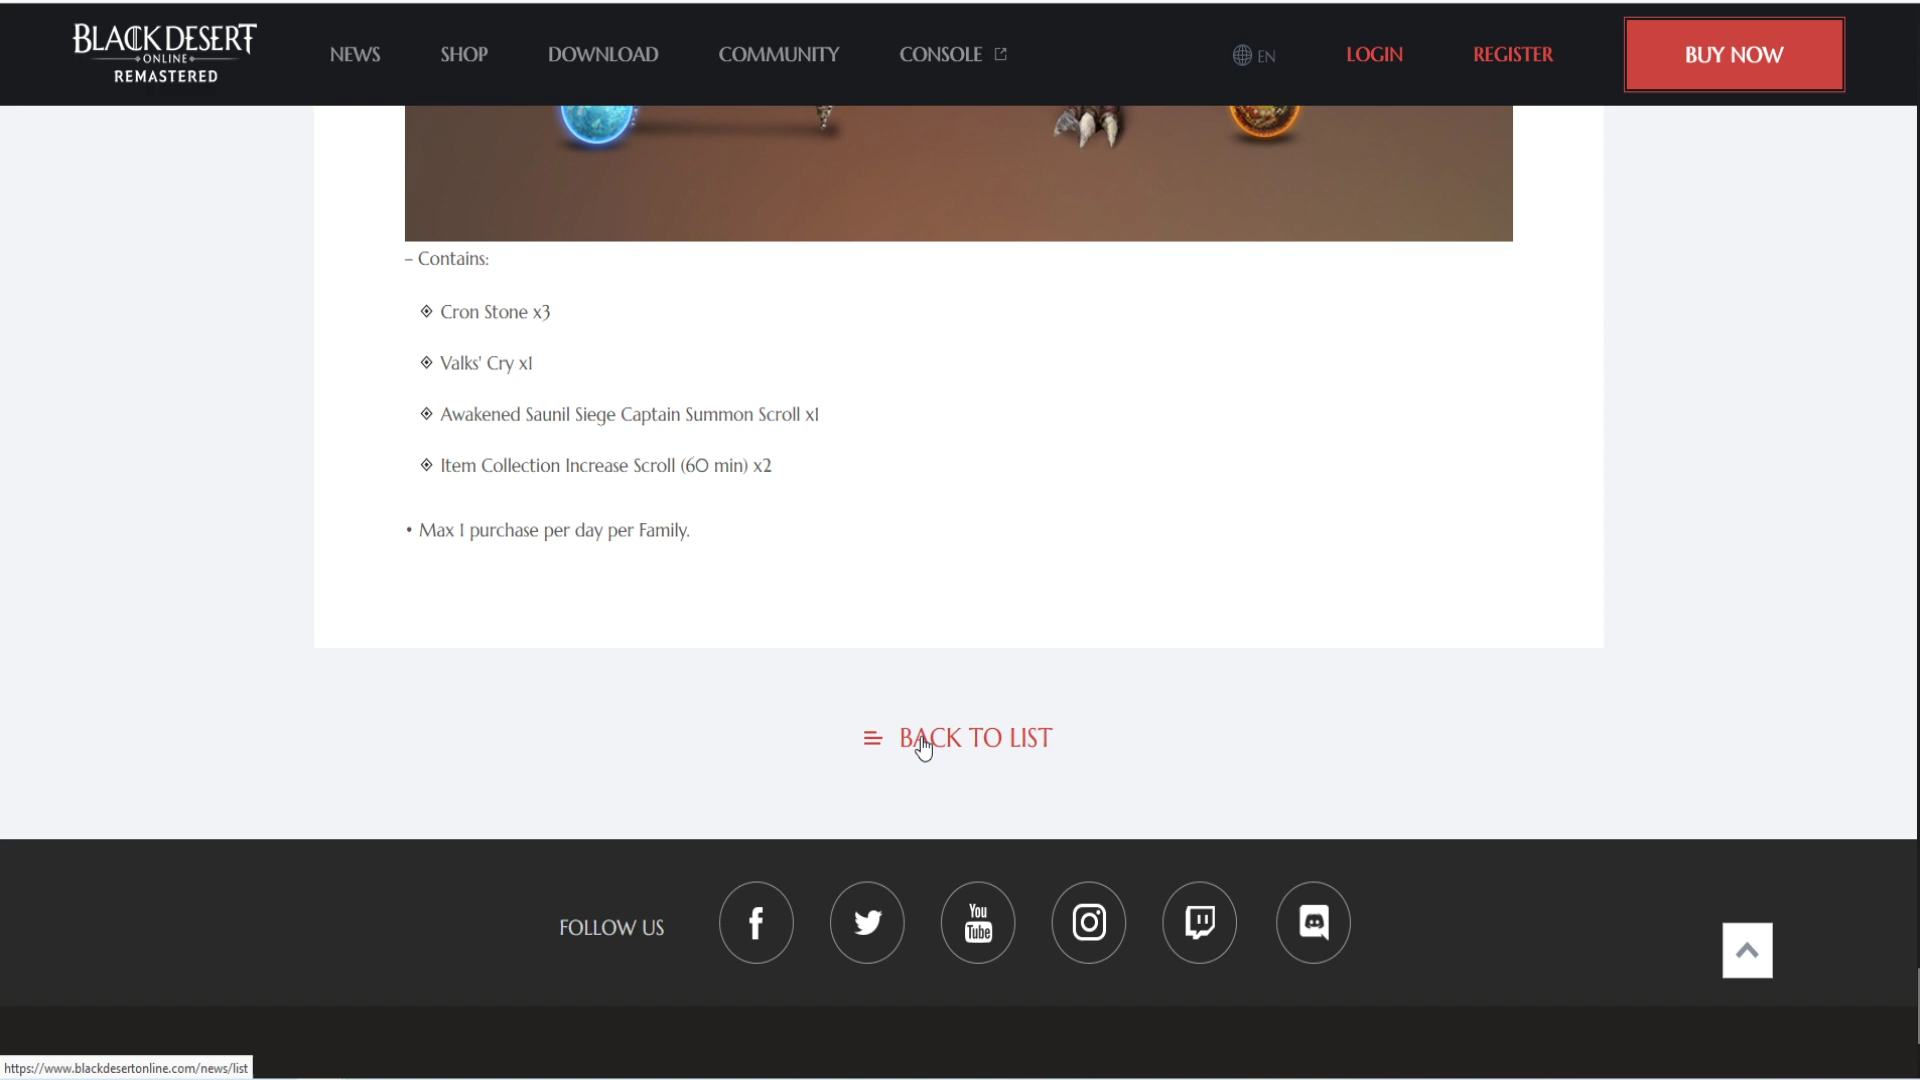 BLACK DESERT
ONLINE
REMASTERED
NEWS
SHOP
DOWNLOAD
COMMUNITY
CONSOLE
EN
LOGIN
REGISTER
BUY NOW
– Contains:
Cron Stone x3
Valks' Cry x1
Awakened Saunil Siege Captain Summon Scroll x1
Item Collection Increase Scroll (60 min) x2
• Max 1 purchase per day per Family.
BACK TO LIST
FOLLOW US
You
Tube
https://www.blackdesertonline.com/news/list